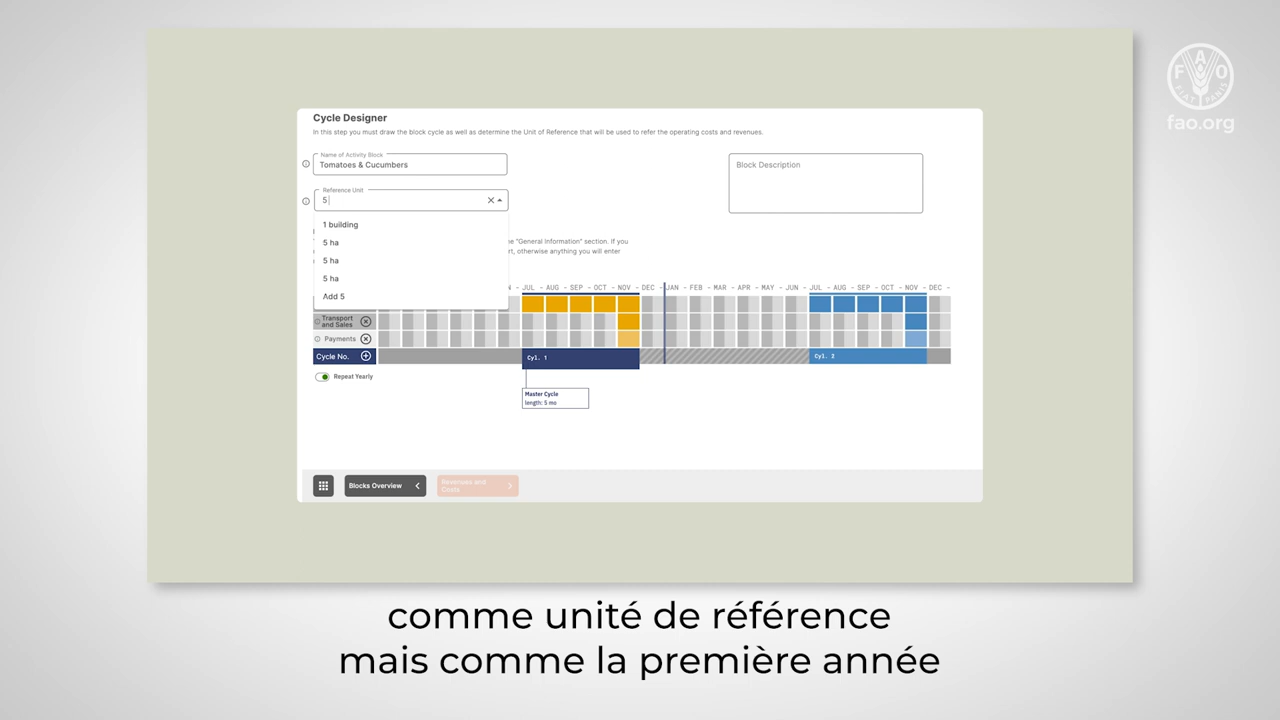 F A O
FIAT PANIS
fao.org
Cycle Designer
In this step you must draw the block cycle as well as determine the Unit of Reference that will be used to refer the operating costs and revenues.
Name of Activity Block
Tomatoes & Cucumbers
Block Description
Reference Unit
5
1 building
5 ha
5 ha
5 ha
Add 5
"General Information" section. If you
otherwise anything you will enter
JUL - AUG - SEP - OCT - NOV - DEC - JAN - FEB - MAR - APR - MAY - JUN - JUL - AUG - SEP - OCT - NOV - DEC -
Transport and Sales
Payments
Cycle No.
Cyl. 1
Cyl. 2
Repeat Yearly
Master Cycle
length: 5 mo
Blocks Overview
Revenues and
Costs
comme unité de référence
mais comme la première année